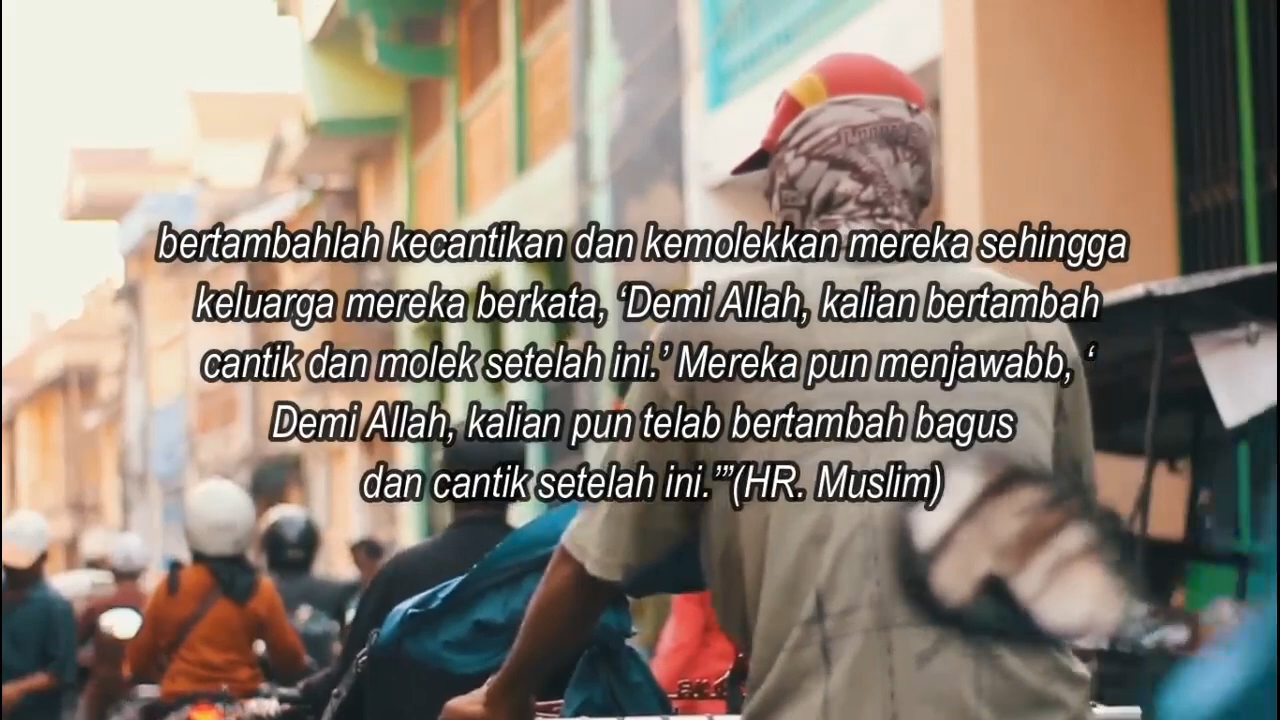 bertambahlah kecantikan dan kemolekkan mereka sehingga
keluarga mereka berkata, ‘Demi Allah, kalian bertambah
cantik dan molek setelah ini.’ Mereka pun menjawabb, ‘
Demi Allah, kalian pun telab bertambah bagus
dan cantik setelah ini.’”(HR. Muslim)